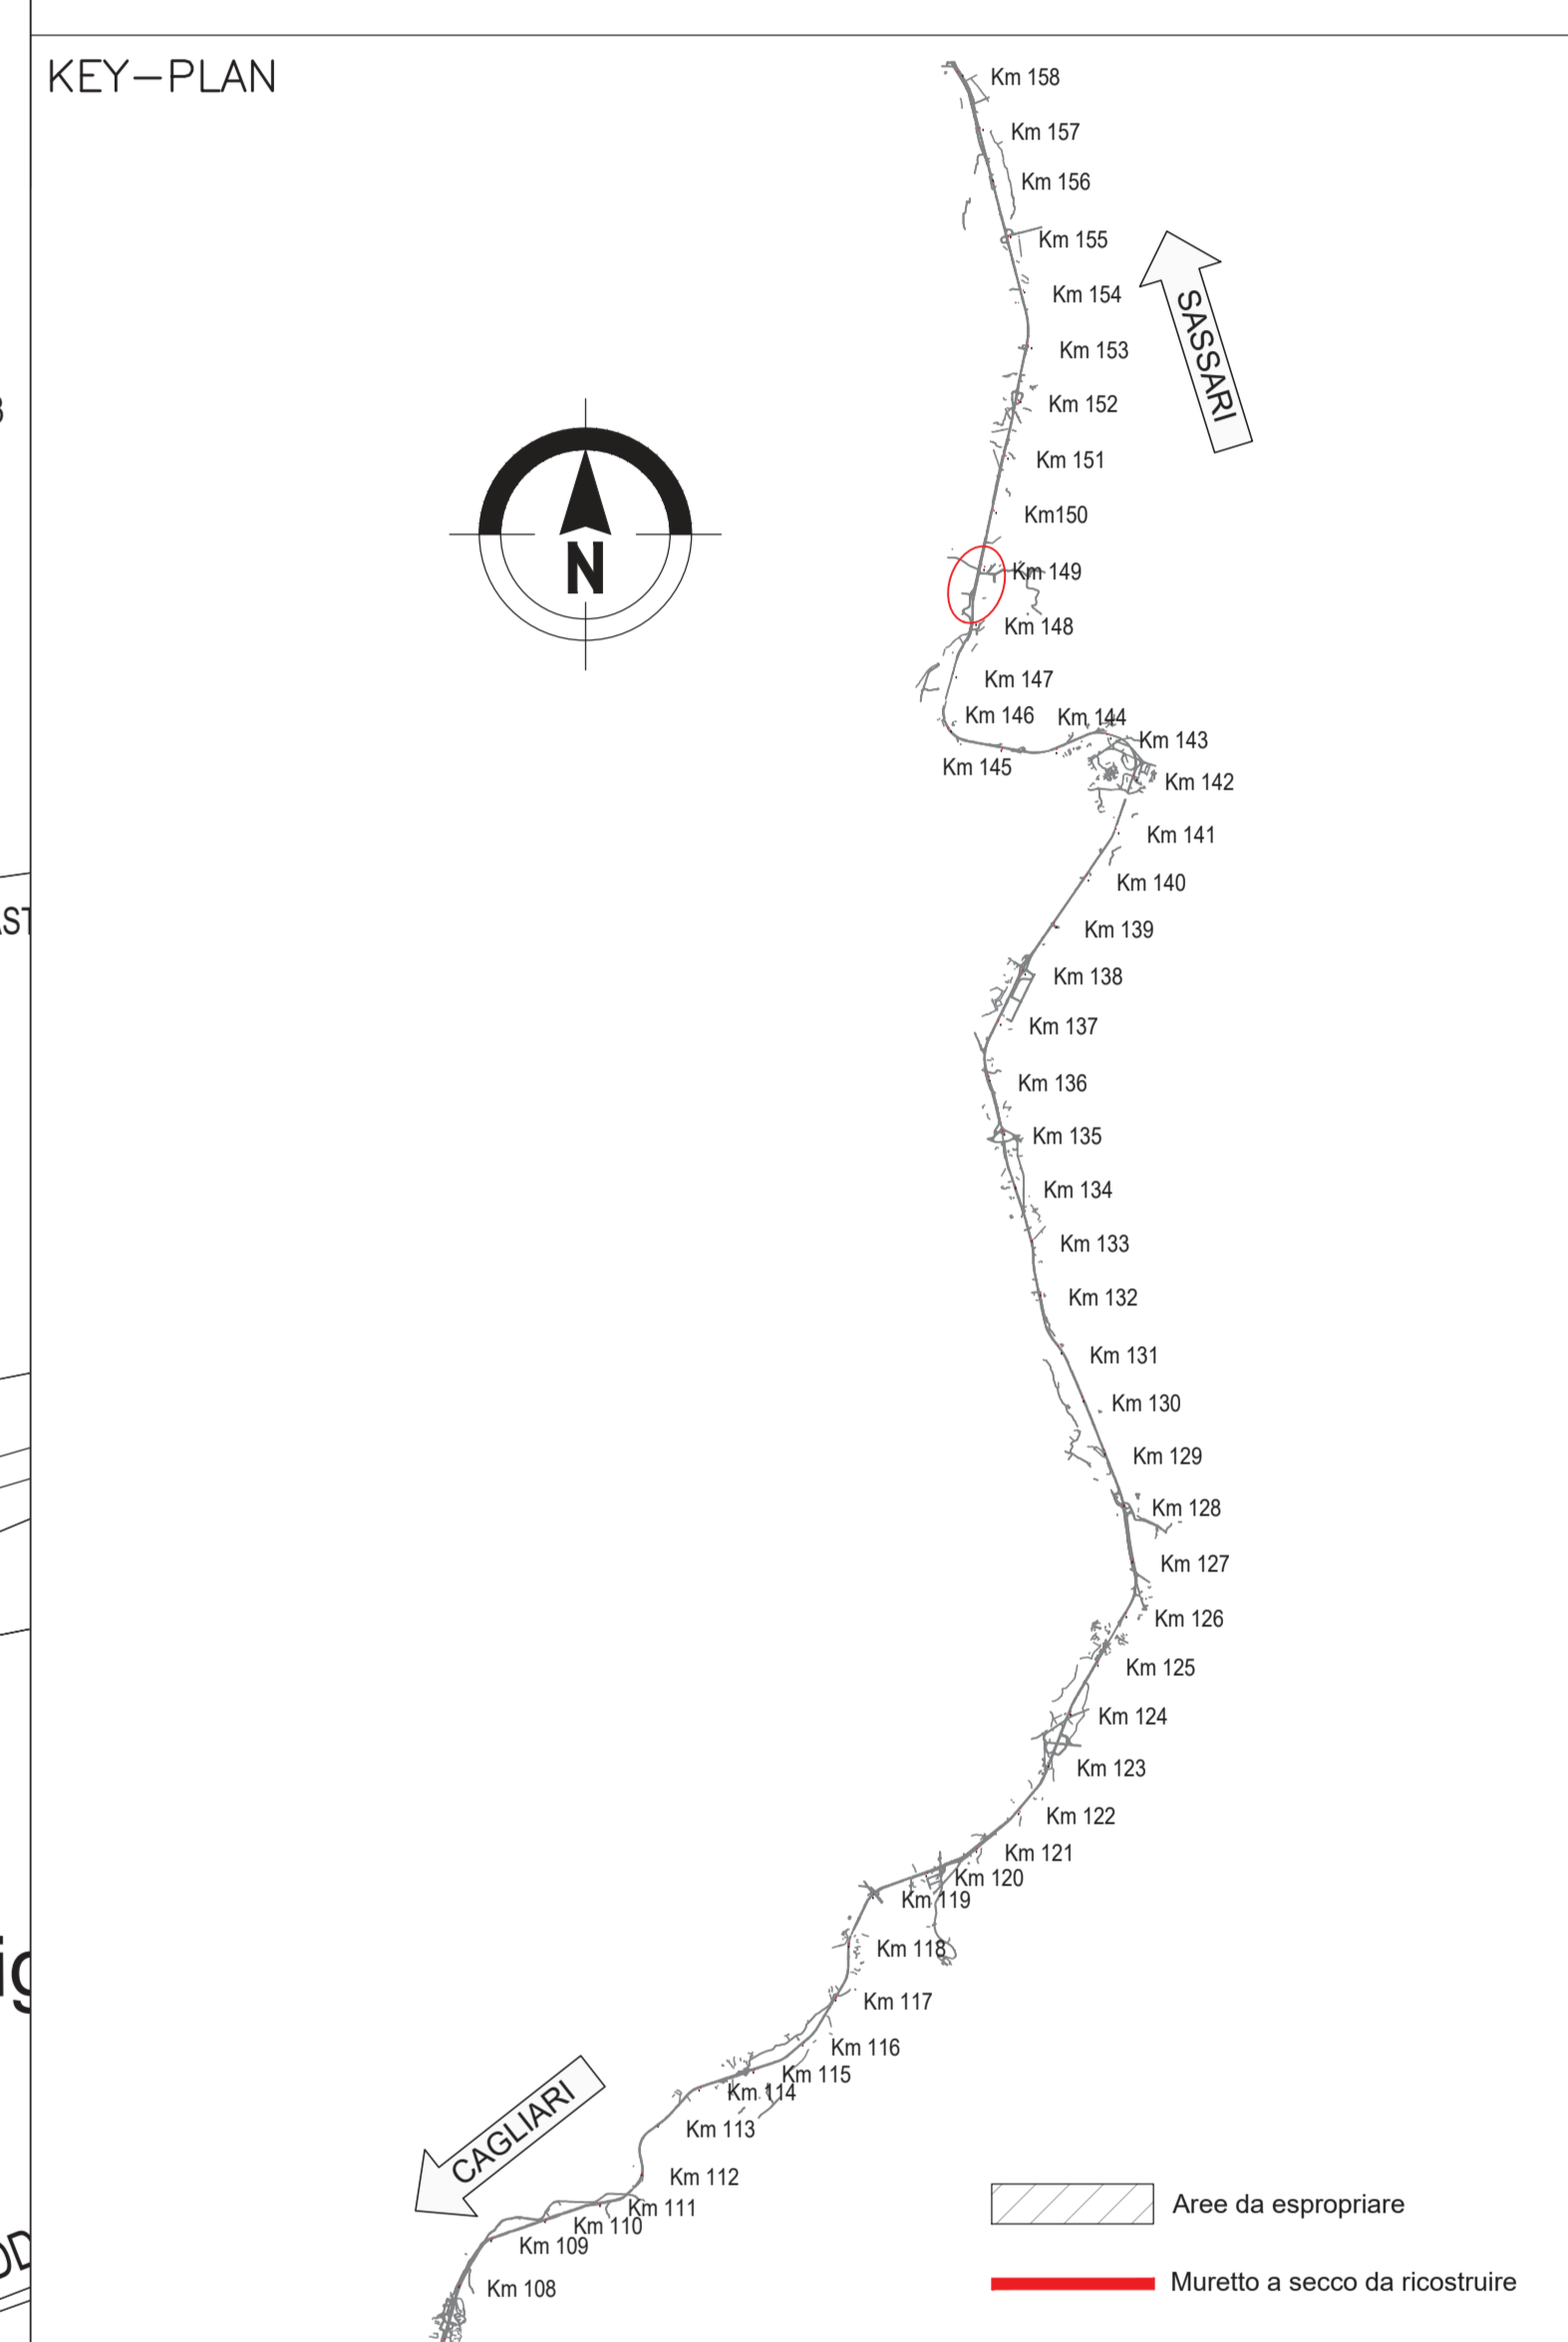 KEY-PLAN
Km 158
Km 157
Km 156
Km 155
Km 154
SASSARI
Km 153
Km 152
Km 151
Km150
N
Km 149
Km 148
Km 147
Km 146
Km 144
Km 143
Km 145
Km 142
Km 141
Km 140
Km 139
Km 138
Km 137
Km 136
Km 135
Km 134
Km 133
Km 132
Km 131
Km 130
Km 129
Km 128
Km 127
Km 126
Km 125
Km 124
Km 123
Km 122
Km 121
Km 120
Km 119
Km 118
Km 117
Km 116
Km 115
Km 114
Km 113
CAGLIARI
Km 112
Km 111
Km 110
Km 109
Km 108
Aree da espropriare
Muretto a secco da ricostruire